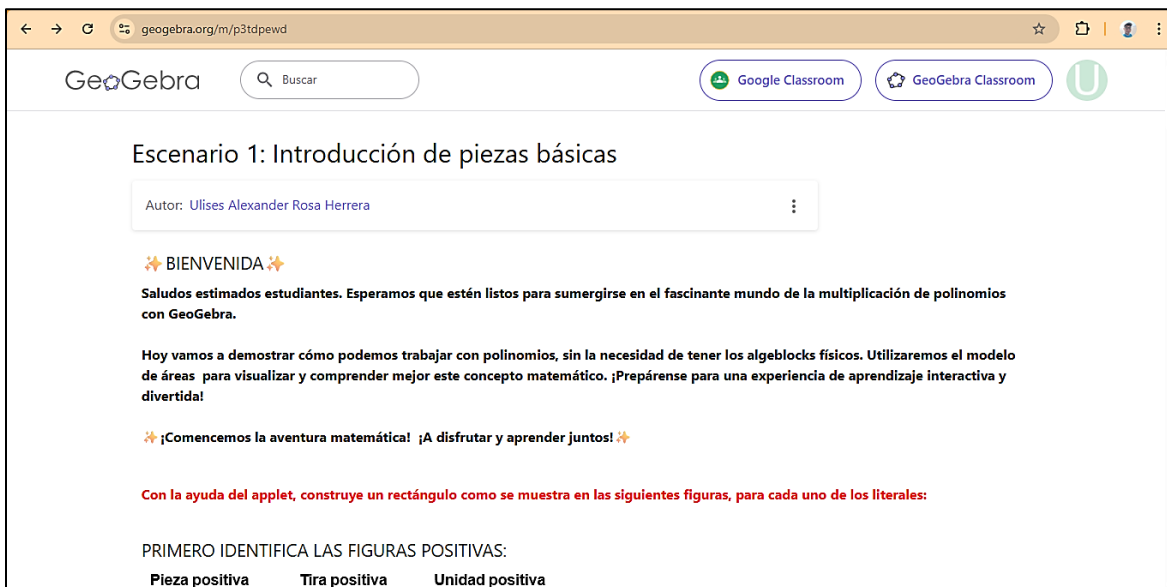 geogebra.org/m/p3tdpewd
GeoGebra
Buscar
Google Classroom
GeoGebra Classroom
U
Escenario 1: Introducción de piezas básicas
Autor: Ulises Alexander Rosa Herrera
✨BIENVENIDA✨
Saludos estimados estudiantes. Esperamos que estén listos para sumergirse en el fascinante mundo de la multiplicación de polinomios
con GeoGebra.
Hoy vamos a demostrar cómo podemos trabajar con polinomios, sin la necesidad de tener los algeblocks físicos. Utilizaremos el modelo
de áreas para visualizar y comprender mejor este concepto matemático. ¡Prepárense para una experiencia de aprendizaje interactiva y
divertida!
✨¡Comencemos la aventura matemática! ¡A disfrutar y aprender juntos!✨
Con la ayuda del applet, construye un rectángulo como se muestra en las siguientes figuras, para cada uno de los literales:
PRIMERO IDENTIFICA LAS FIGURAS POSITIVAS:
Pieza positiva Tira positiva Unidad positiva